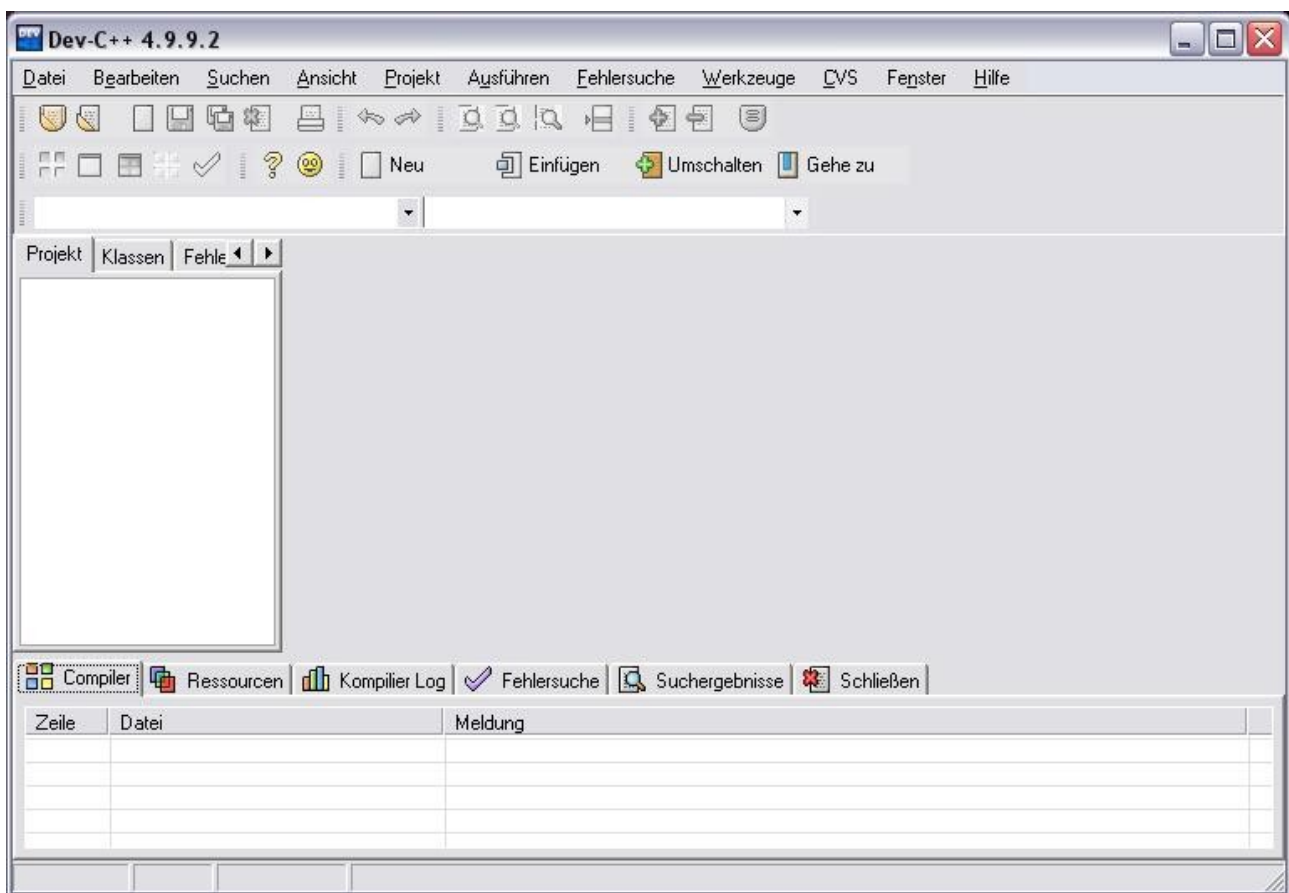 Dev-C++ 4.9.9.2
Datei Bearbeiten Suchen Ansicht Projekt Ausführen Fehlersuche Werkzeuge CVS Fenster Hilfe
Neu Einfügen Umschalten Gehe zu
Projekt Klassen Fehle
Compiler Ressourcen Kompilier Log Fehlersuche Suchergebnisse Schließen
Zeile Datei Meldung